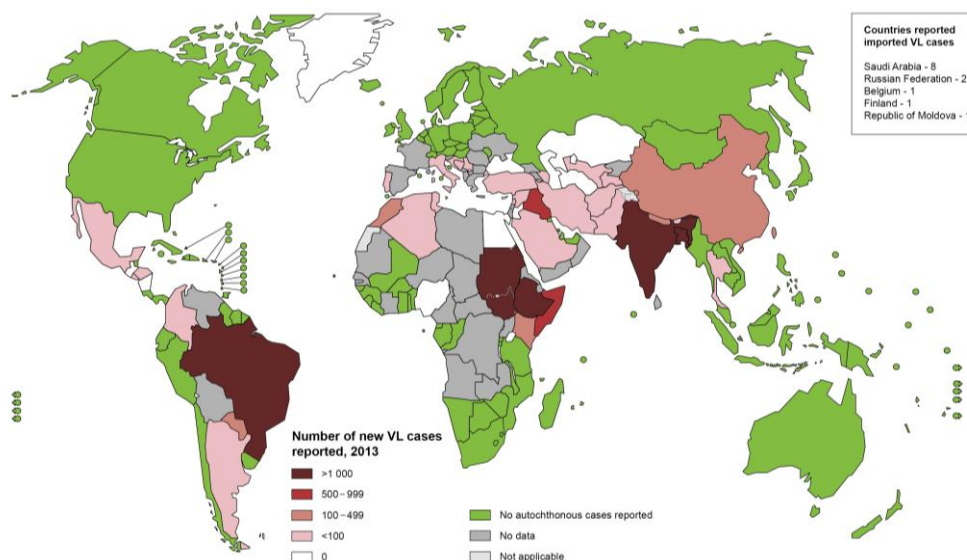 Countries reported
imported VL cases
Saudi Arabia - 8
Russian Federation - 2
Belgium - 1
Finland - 1
Republic of Moldova -
Number of new VL cases
reported, 2013
>1 000
500–999
100–499
<100
0
No autochthonous cases reported
No data
Not applicable